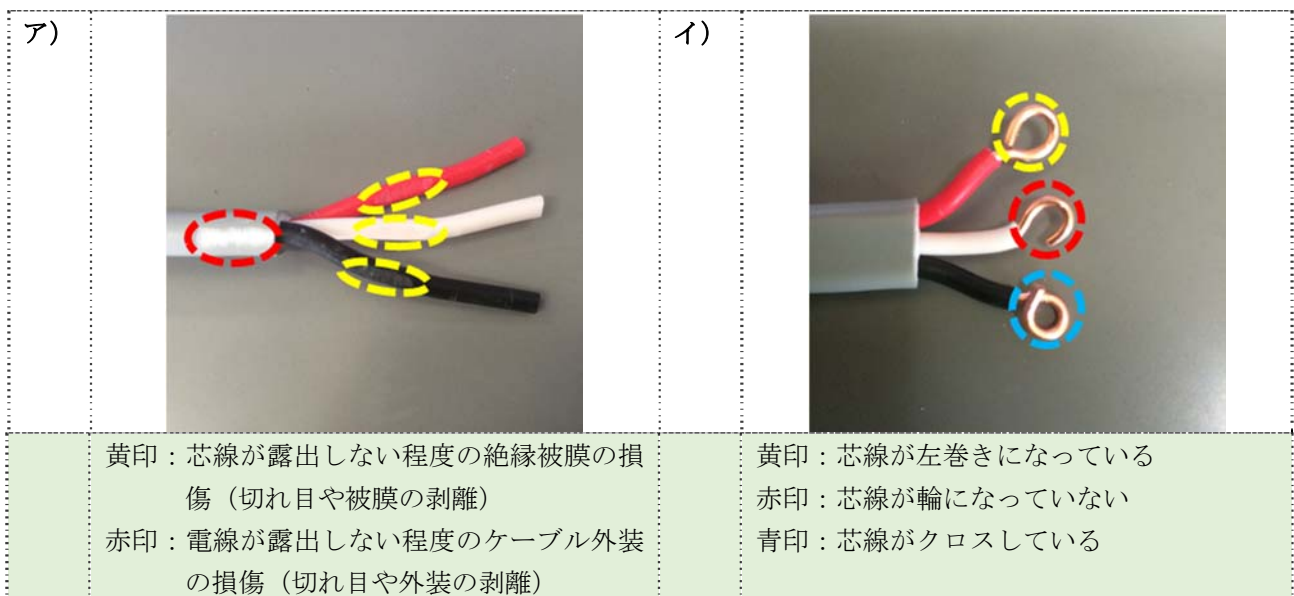 ア)
イ)
黄印：芯線が露出しない程度の絶縁被膜の損
傷（切れ目や被膜の剥離）
赤印：電線が露出しない程度のケーブル外装
の損傷（切れ目や外装の剥離）
黄印：芯線が左巻きになっている
赤印：芯線が輪になっていない
青印：芯線がクロスしている